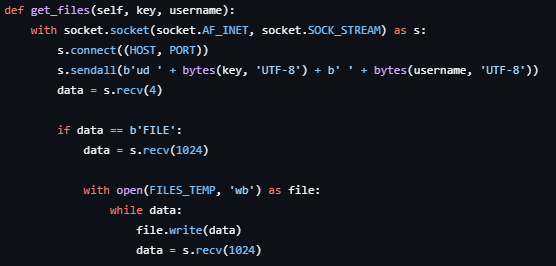 def get_files(self, key, username):
    with socket.socket(socket.AF_INET, socket.SOCK_STREAM) as s:
        s.connect((HOST, PORT))
        s.sendall(b'ud ' + bytes(key, 'UTF-8') + b' ' + bytes(username, 'UTF-8'))
        data = s.recv(4)

        if data == b'FILE':
            data = s.recv(1024)

            with open(FILES_TEMP, 'wb') as file:
                while data:
                    file.write(data)
                    data = s.recv(1024)